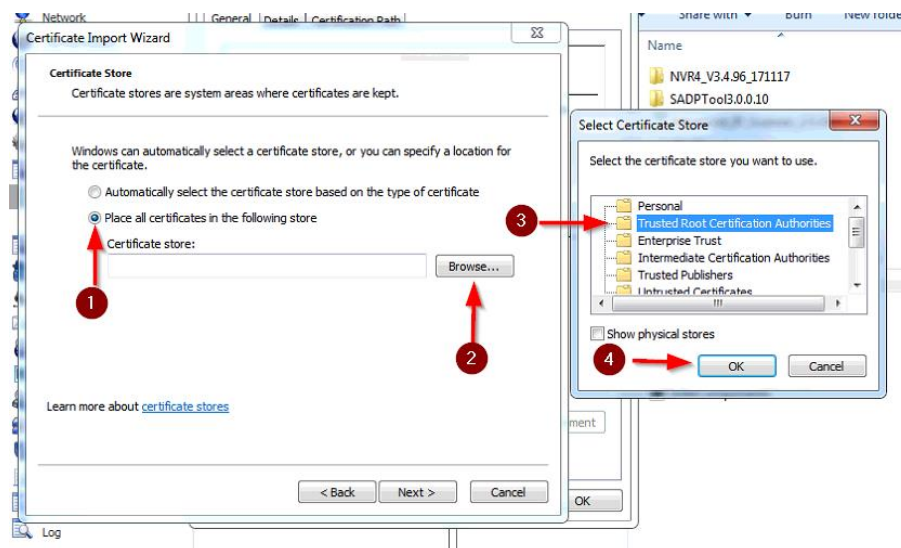 Network
General Details Certification Path
Share with Burn New folde
Certificate Import Wizard
Name
Certificate Store
Certificate stores are system areas where certificates are kept.
NVR4_V3.4.96_171117
SADPTool3.0.0.10
Select Certificate Store
Windows can automatically select a certificate store, or you can specify a location for
the certificate.
Select the certificate store you want to use.
Automatically select the certificate store based on the type of certificate
Place all certificates in the following store
Certificate store:
Browse...
1
2
3
Personal
Trusted Root Certification Authorities
Enterprise Trust
Intermediate Certification Authorities
Trusted Publishers
Untrusted Certificates
Show physical stores
4
OK Cancel
Learn more about certificate stores
ment
< Back Next > Cancel
OK
Log